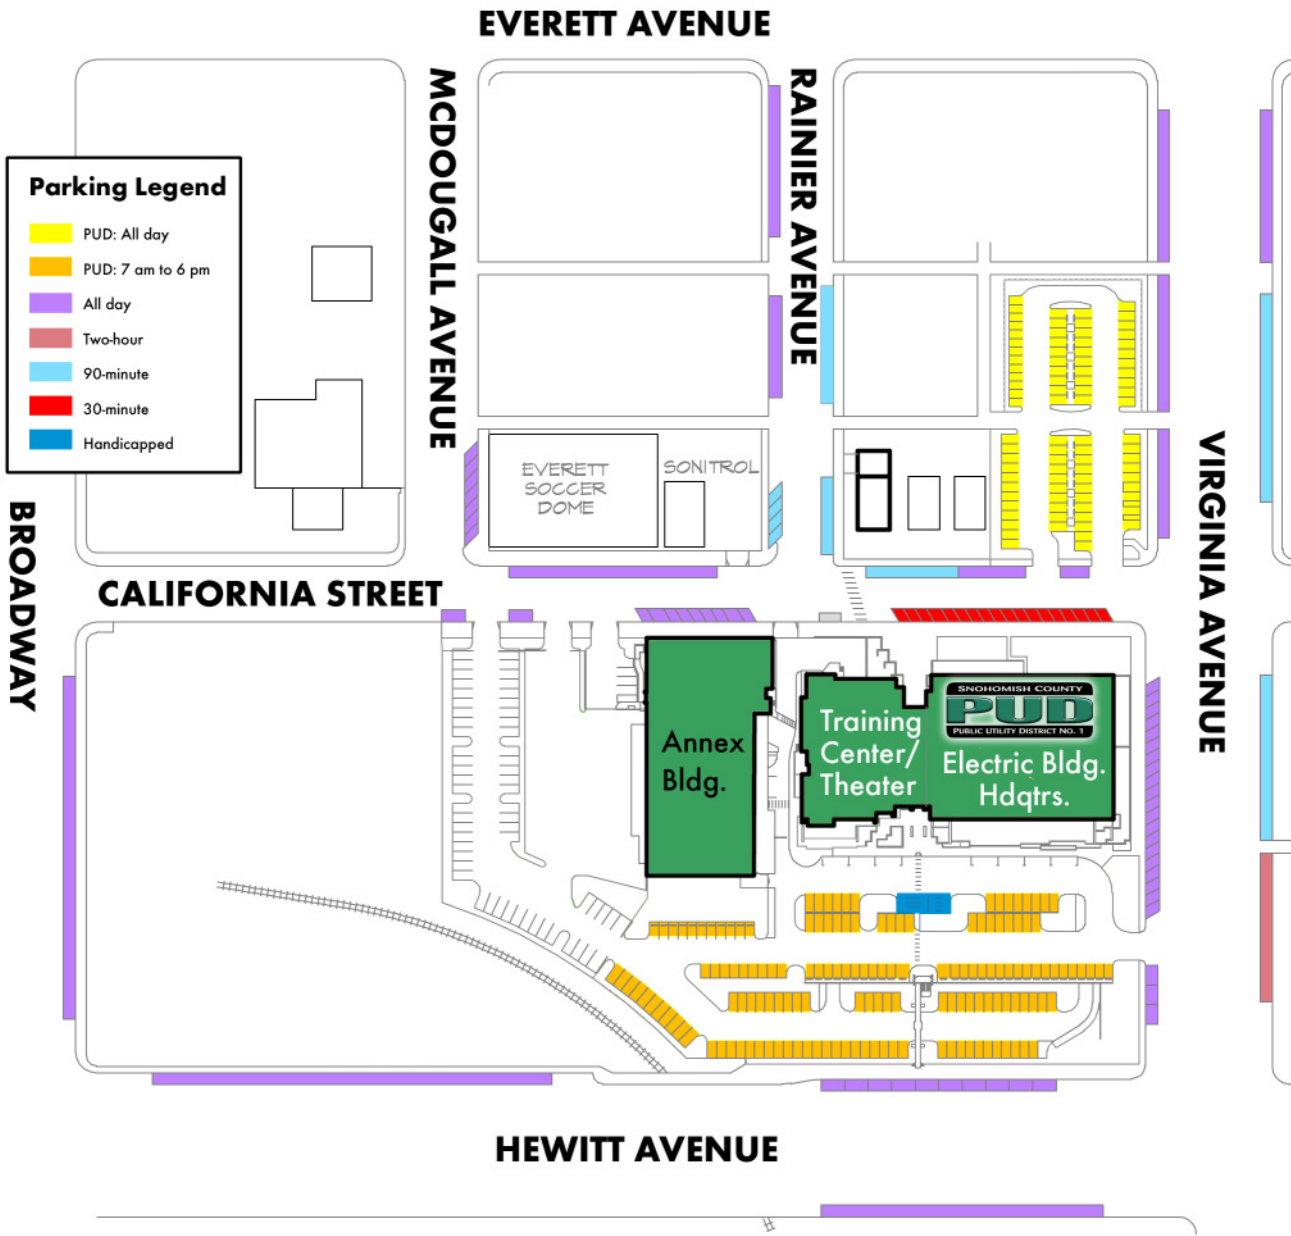 EVERETT AVENUE
MCDOUGALL AVENUE
RAINIER AVENUE
Parking Legend
PUD: All day
PUD: 7 am to 6 pm
All day
Two-hour
90-minute
30-minute
Handicapped
EVERETT
SOCCER
DOME
SONITROL
BROADWAY
VIRGINIA AVENUE
CALIFORNIA STREET
Annex
Bldg.
Training
Center/
Theater
SNOHOMISH COUNTY
PUD
PUBLIC UTILITY DISTRICT NO. 1
Electric Bldg.
Hdqtrs.
HEWITT AVENUE